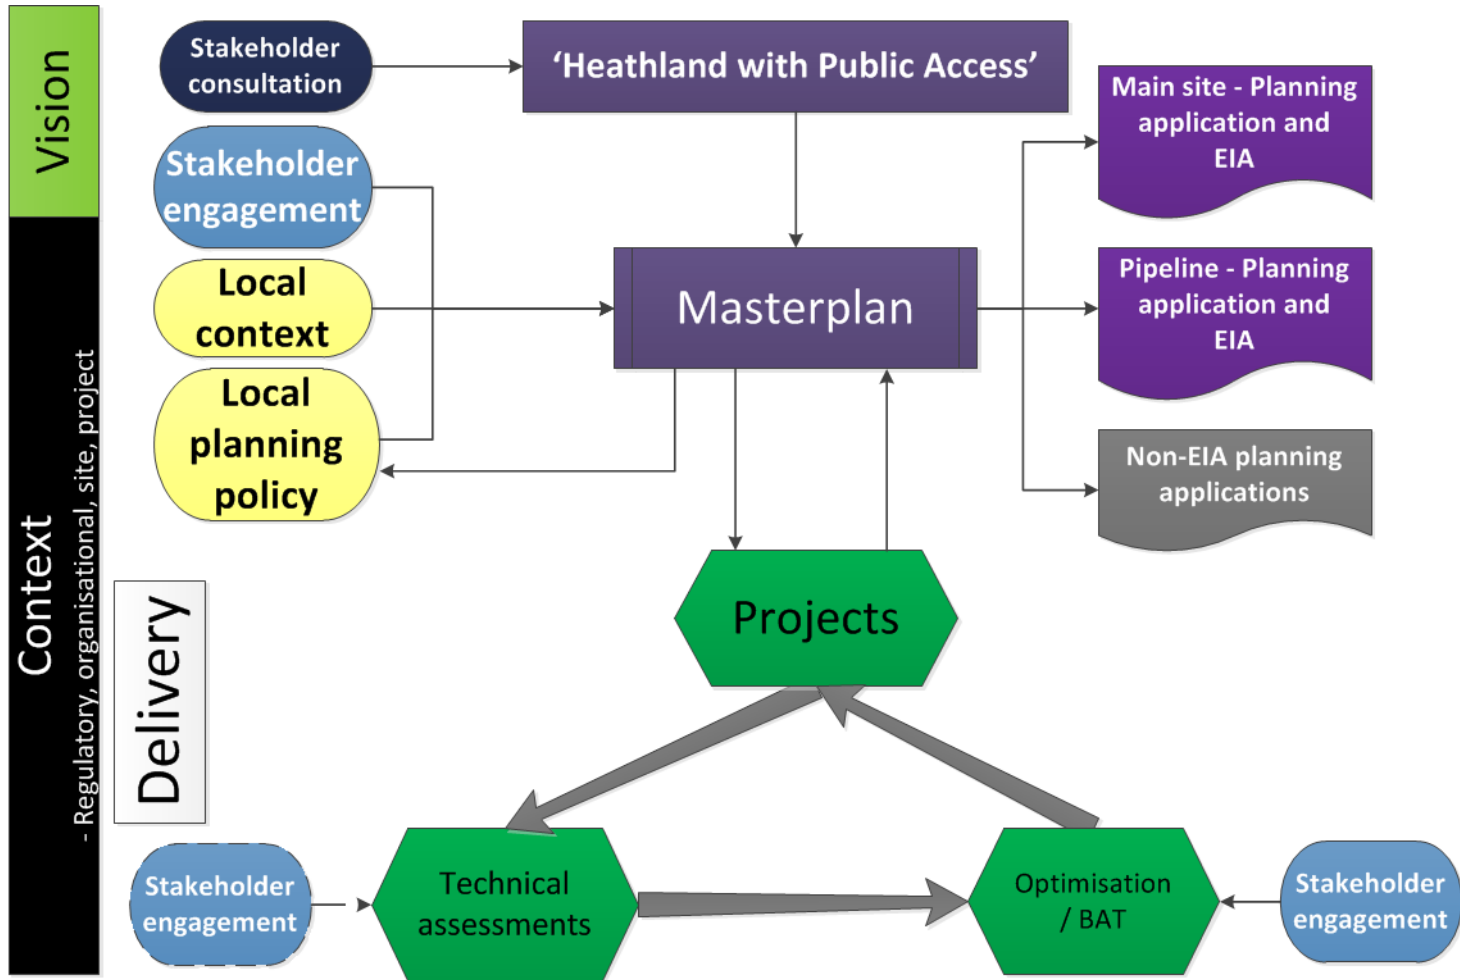 Vision
Stakeholder
consultation
‘Heathland with Public Access’
Main site - Planning
application and
EIA
Stakeholder
engagement
Local
context
Masterplan
Pipeline - Planning
application and
EIA
Local
planning
policy
Non-EIA planning
applications
Context
- Regulatory, organisational, site, project
Delivery
Projects
Stakeholder
engagement
Technical
assessments
Optimisation
/ BAT
Stakeholder
engagement